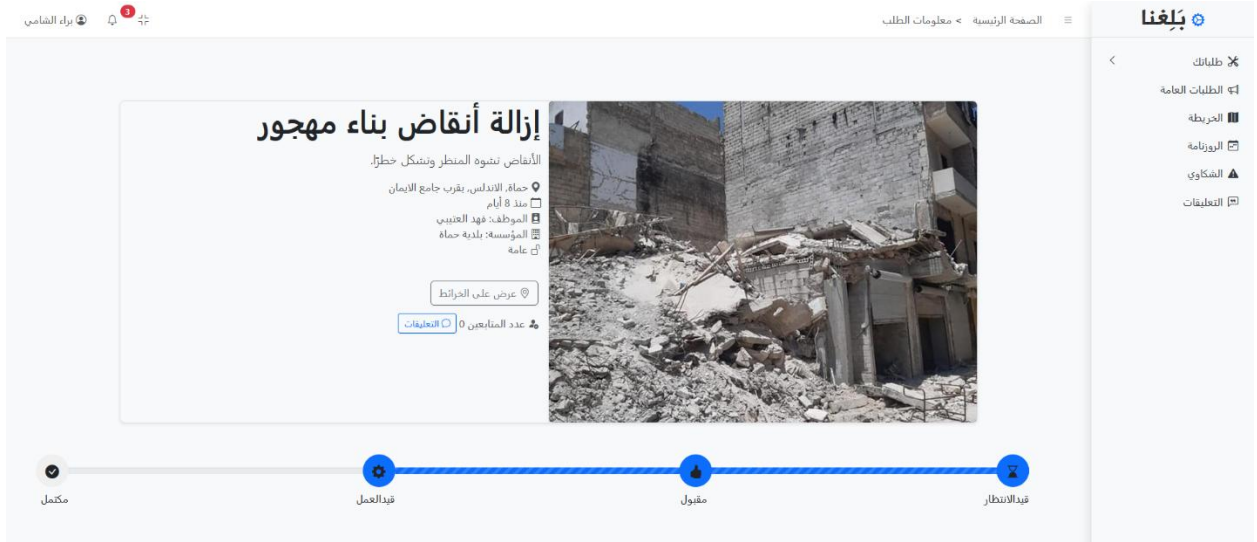 بَلِغنا
طلباتك
الطلبات العامة
الخريطة
الروزنامة
الشكاوي
التعليقات
الصفحة الرئيسية > معلومات الطلب
3
براء الشامي
إزالة أنقاض بناء مهجور
الأنقاض تشوه المنظر وتشكل خطرًا.
حماة, الاندلس, بقرب جامع الايمان
منذ 8 أيام
الموظف: فهد العتيبي
المؤسسة: بلدية حماة
عامة
عرض على الخرائط
عدد المتابعين 0 التعليقات
قيدالانتظار
مقبول
قيدالعمل
مكتمل